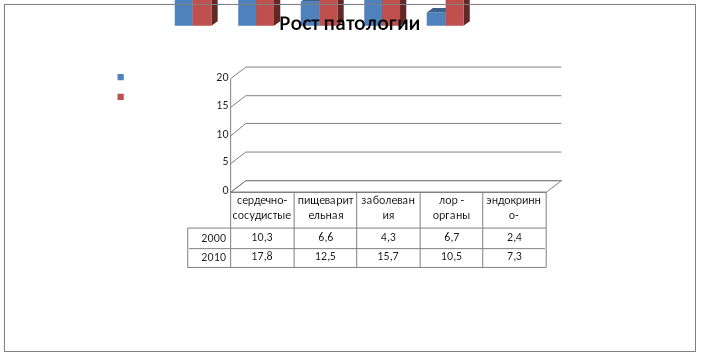 Рост патологии
20
15
10
5
0
сердечно- пищеварит заболеван лор - эндокринн
сосудистые ельная ия органы о-
2000 10,3 6,6 4,3 6,7 2,4
2010 17,8 12,5 15,7 10,5 7,3